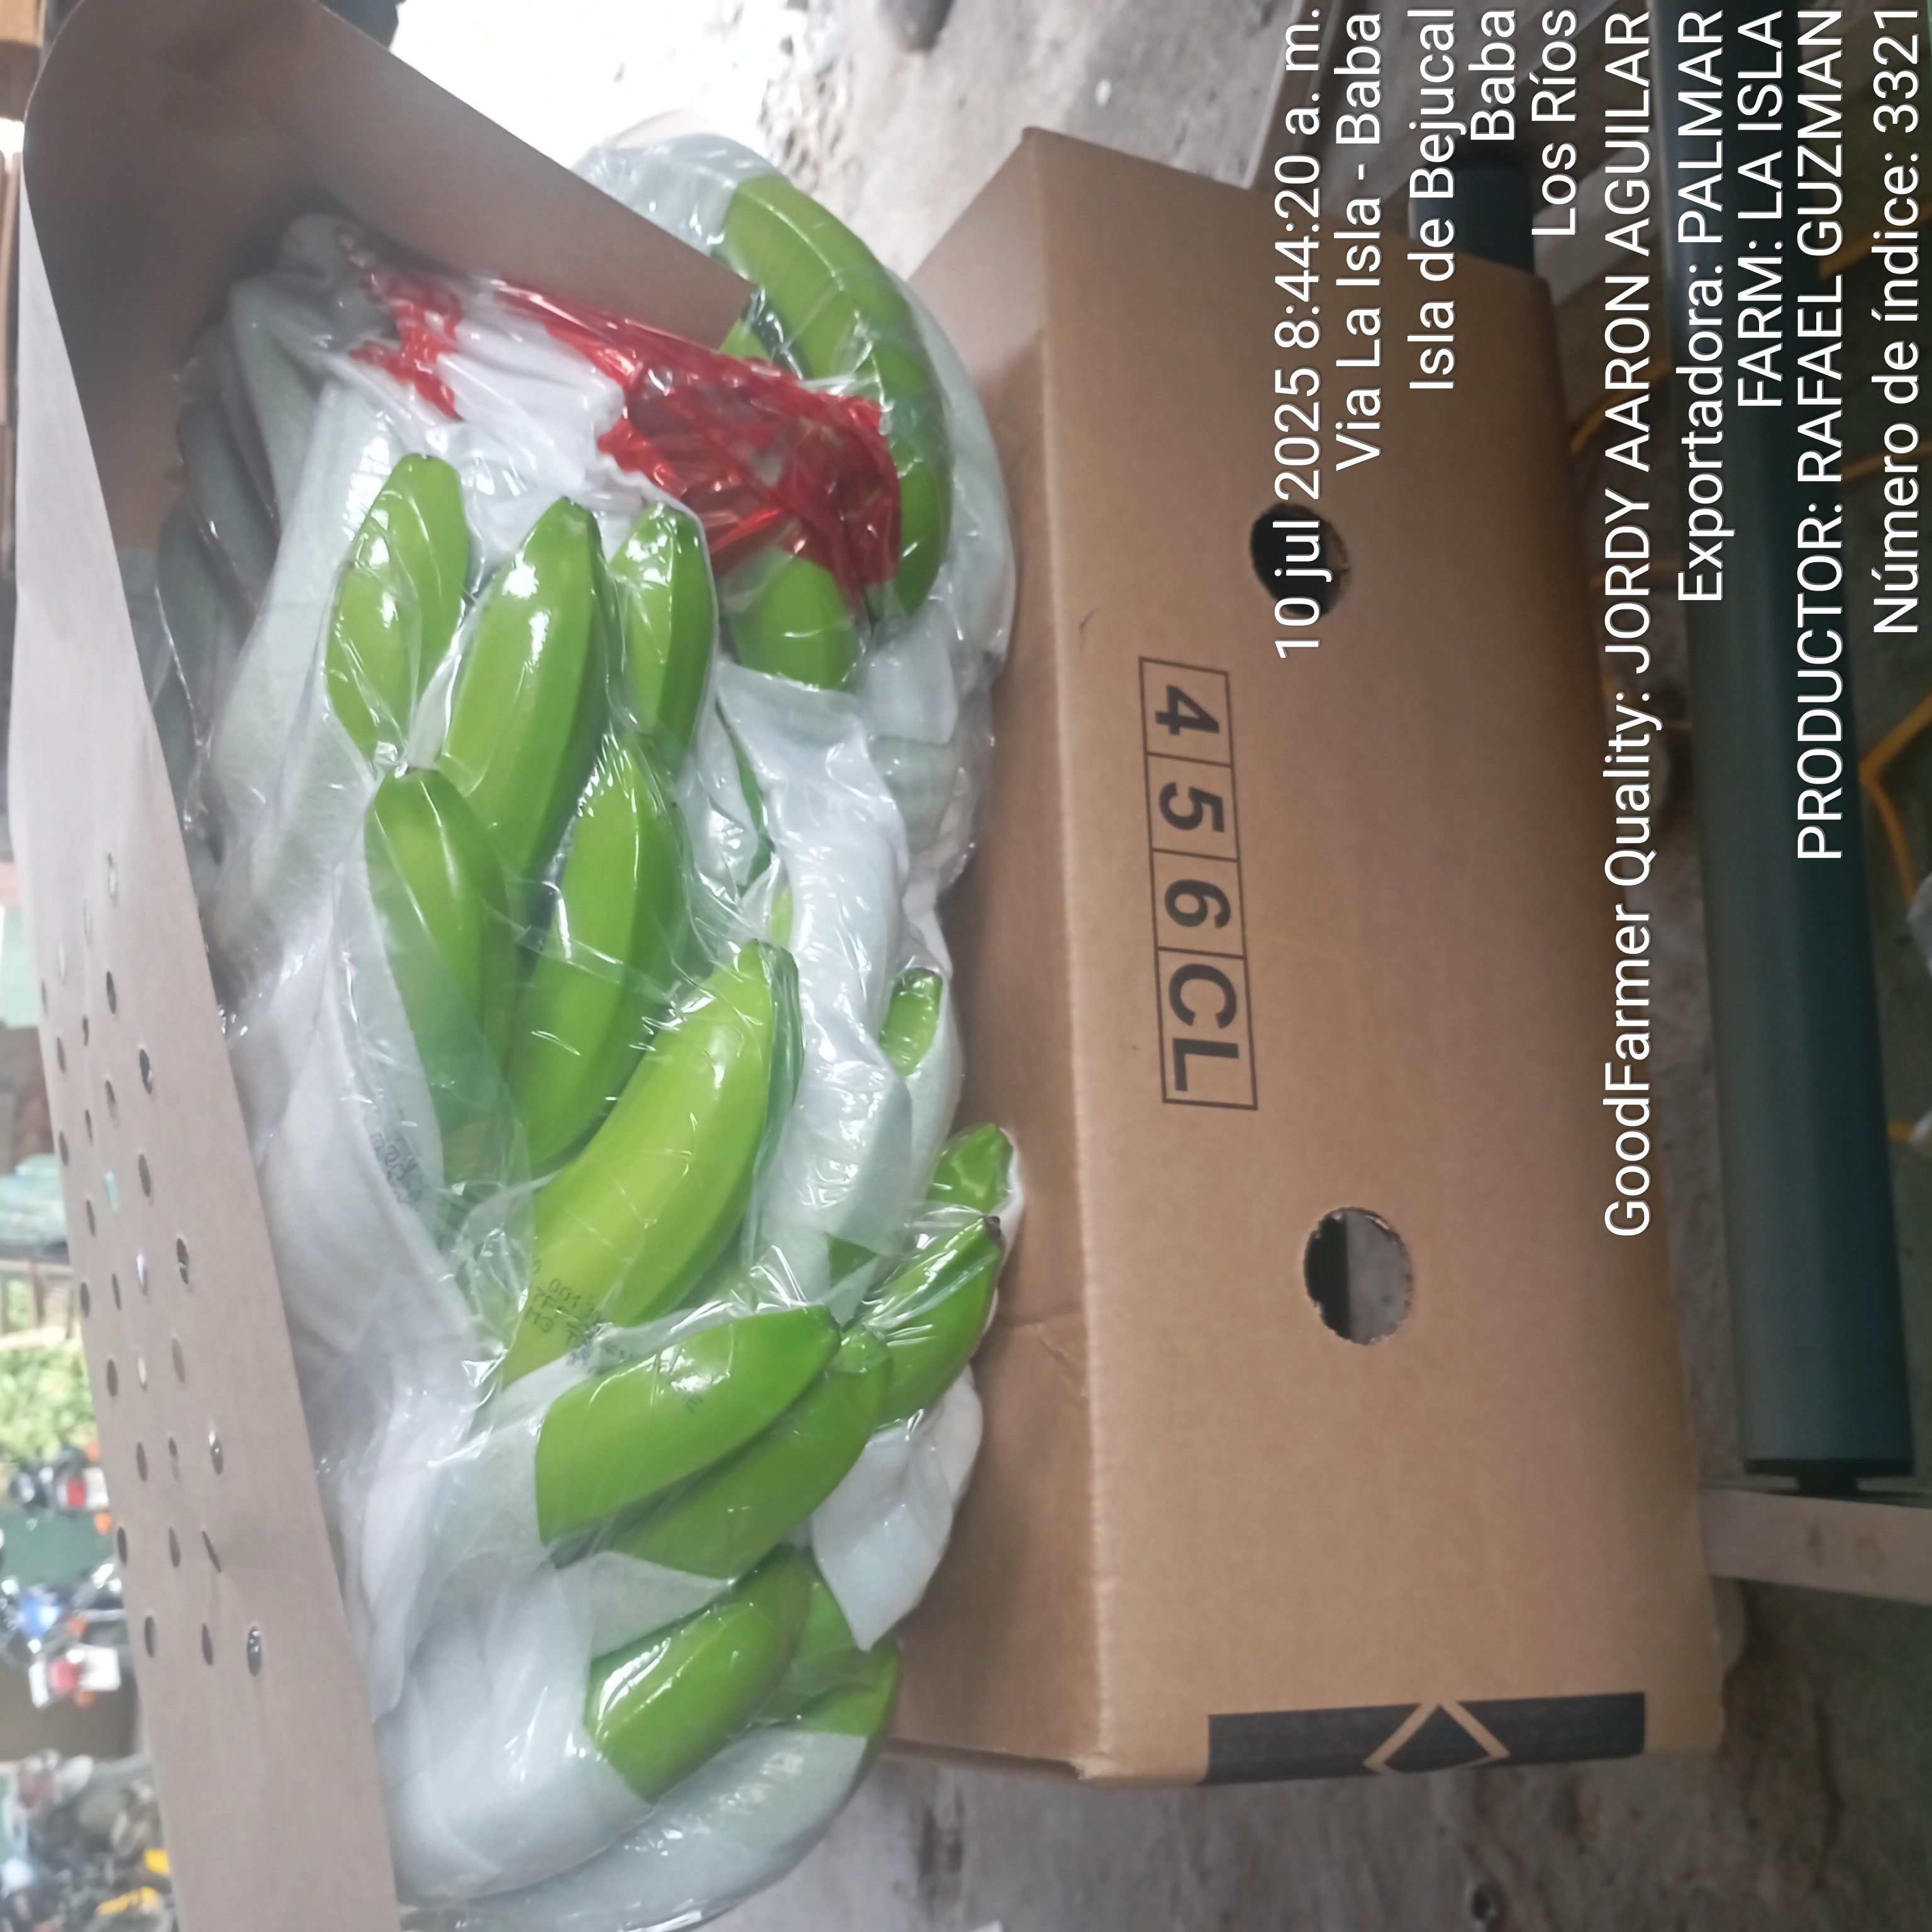 4 5 6 CL
10 jul 2025 8:44:20 a. m.
Via La Isla - Baba
Isla de Bejucal
Baba
Los Ríos
GoodFarmer Quality: JORDY AARON AGUILAR
Exportadora: PALMAR
FARM: LA ISLA
PRODUCTOR: RAFAEL GUZMAN
Número de índice: 3321